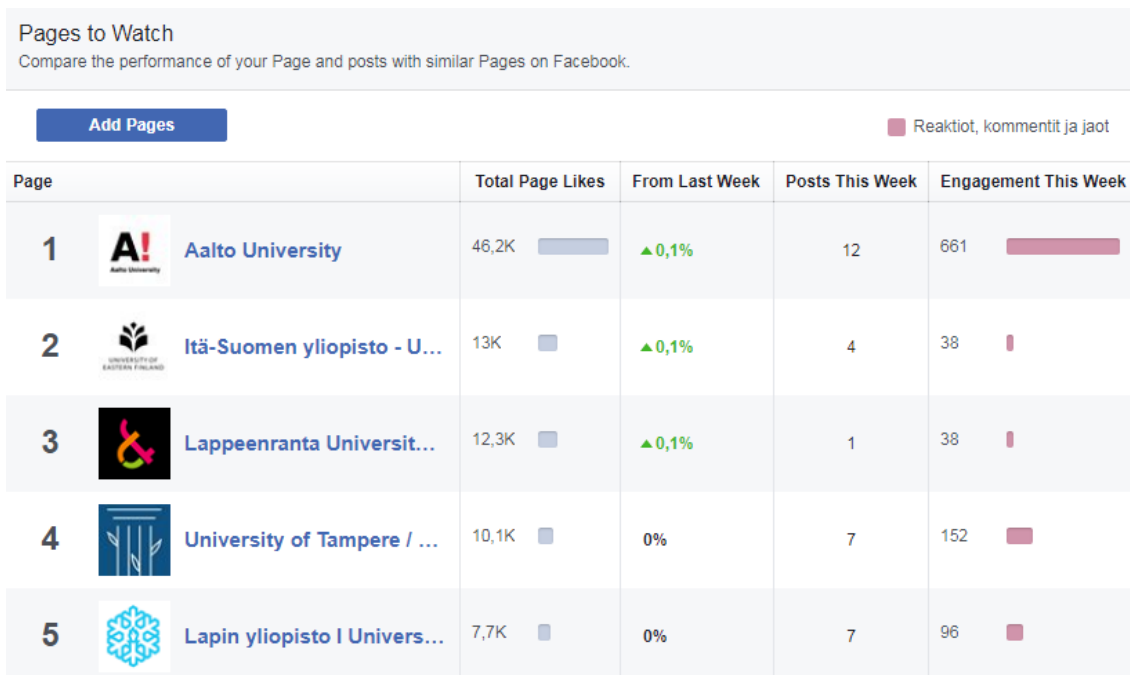 Pages to Watch
Compare the performance of your Page and posts with similar Pages on Facebook.
Add Pages
Reaktiot, kommentit ja jaot
Page Total Page Likes From Last Week Posts This Week Engagement This Week
1 A! Aalto University Aalto University 46,2K 0,1% 12 661
2 UNIVERSITY OF EASTERN FINLAND Itä-Suomen yliopisto - U... 13K 0,1% 4 38
3 Lappeenranta Universit... 12,3K 0,1% 1 38
4 University of Tampere / ... 10,1K 0% 7 152
5 Lapin yliopisto I Univers... 7,7K 0% 7 96